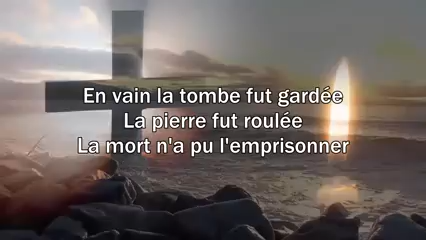 En vain la tombe fut gardée
La pierre fut roulée
La mort n'a pu l'emprisonner